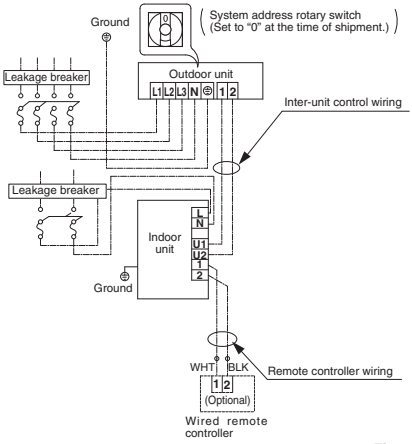 Ground
0
System address rotary switch
(Set to “0” at the time of shipment.)
Leakage breaker
Outdoor unit
L1 L2 L3 N 1 2
Inter-unit control wiring
Leakage breaker
L
N
Indoor
unit
U1
U2
1
2
Ground
WHT BLK
Remote controller wiring
1 2
(Optional)
Wired remote
controller